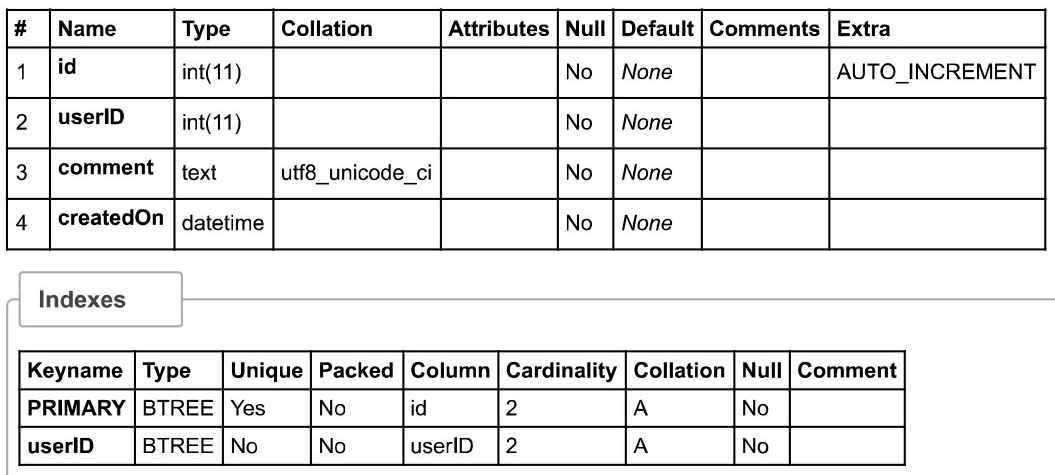 # Name Type Collation Attributes Null Default Comments Extra
1 id int(11) No None AUTO_INCREMENT
2 userID int(11) No None
3 comment text utf8_unicode_ci No None
4 createdOn datetime No None
Indexes
Keyname Type Unique Packed Column Cardinality Collation Null Comment
PRIMARY BTREE Yes No id 2 A No
userID BTREE No No userID 2 A No